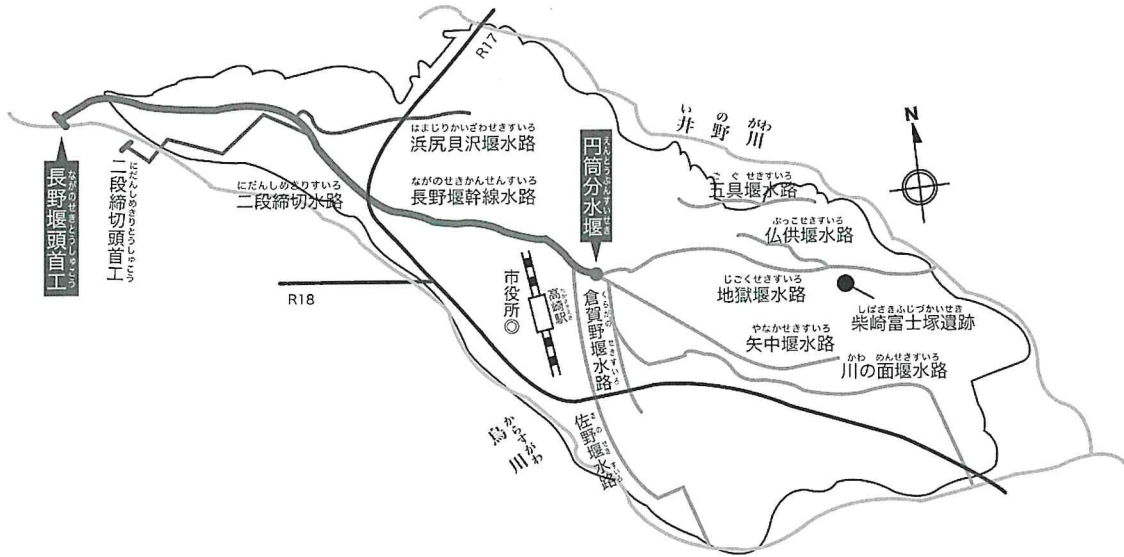 R17
いのがわ
井野川
N
はまじりかいざわせきすいろ
浜尻貝沢堰水路
えんとうぶんすいせき
円筒分水堰
ながのせきとうしゅこう
長野堰頭首工
にだんしめきりとうしゅこう
二段締切頭首工
にだんしめきりすいろ
二段締切水路
ながのせきかんせんすいろ
長野堰幹線水路
ごぐせきすいろ
五具堰水路
ぶっこせきすいろ
仏供堰水路
じごくせきすいろ
地獄堰水路
しばさきふじづかいせき
柴崎富士塚遺跡
R18
市役所
たかさきえき
高崎駅
くらがのせきすいろ
倉賀野堰水路
やなかせきすいろ
矢中堰水路
かわのめんせきすいろ
川の面堰水路
からすがわ
烏川
さのせきすいろ
佐野堰水路